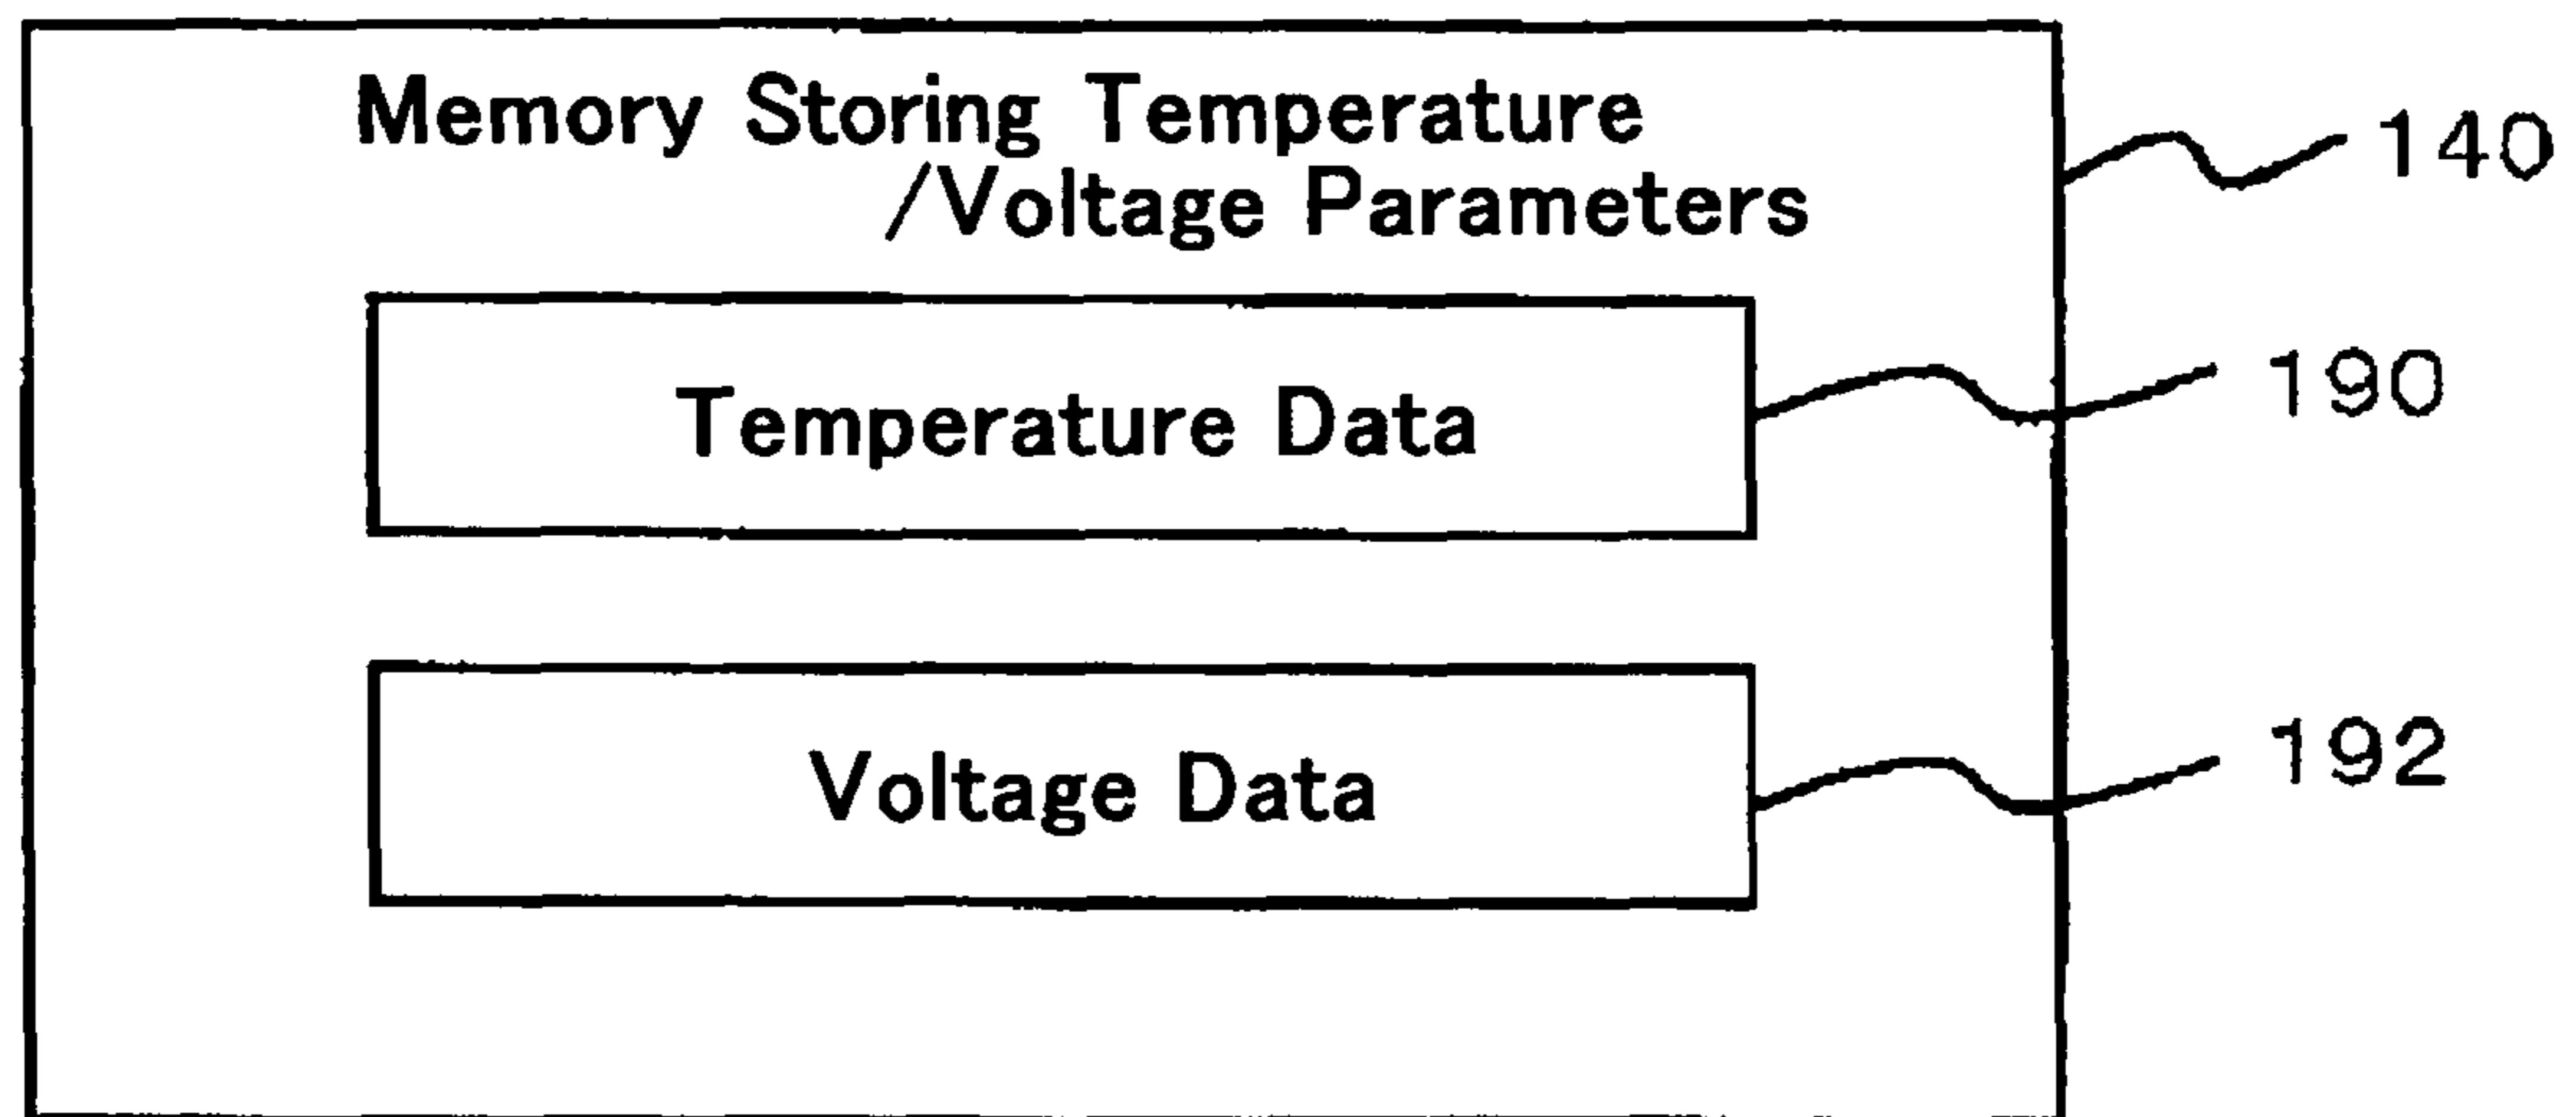 Memory Storing Temperature
/Voltage Parameters
140
Temperature Data
190
Voltage Data
192